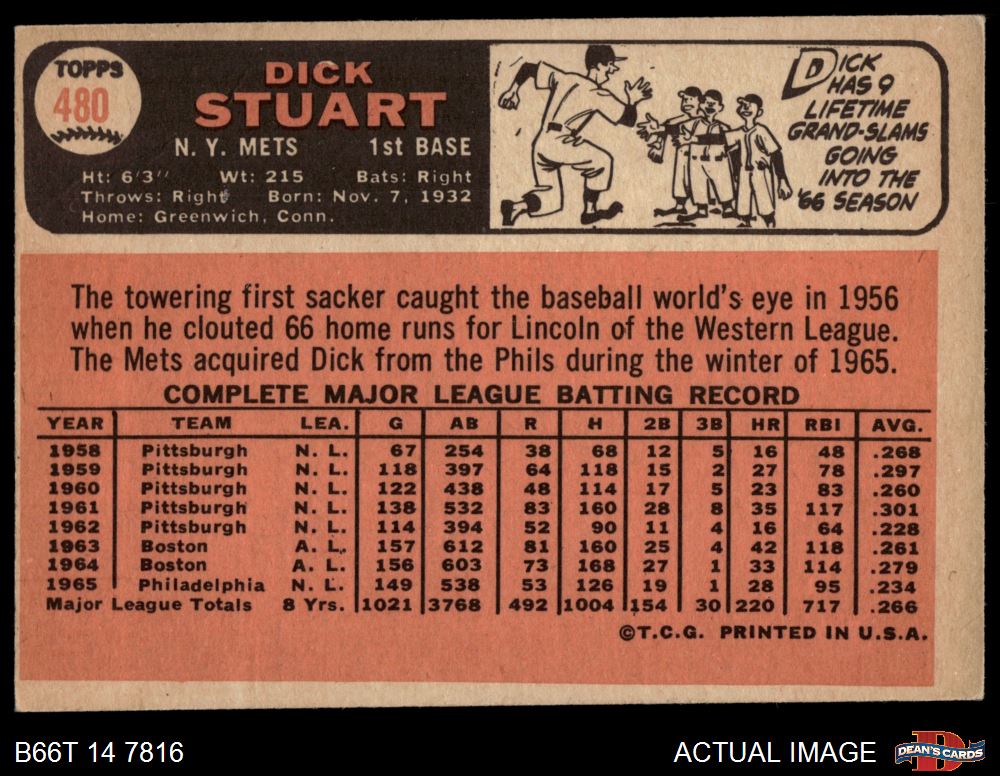 TOPPS
480
DICK
STUART
N. Y. METS 1st BASE
Ht: 6'3" Wt: 215 Bats: Right
Throws: Right Born: Nov. 7, 1932
Home: Greenwich, Conn.
DICK
HAS 9
LIFETIME
GRAND-SLAMS
GOING
INTO THE
'66 SEASON
The towering first sacker caught the baseball world's eye in 1956
when he clouted 66 home runs for Lincoln of the Western League.
The Mets acquired Dick from the Phils during the winter of 1965.
COMPLETE MAJOR LEAGUE BATTING RECORD
YEAR TEAM LEA. G AB R H 2B 3B HR RBI AVG.
1958 Pittsburgh N. L. 67 254 38 68 12 5 16 48 .268
1959 Pittsburgh N. L. 118 397 64 118 15 2 27 78 .297
1960 Pittsburgh N. L. 122 438 48 114 17 5 23 83 .260
1961 Pittsburgh N. L. 138 532 83 160 28 8 35 117 .301
1962 Pittsburgh N. L. 114 394 52 90 11 4 16 64 .228
1963 Boston A. L. 157 612 81 160 25 4 42 118 .261
1964 Boston A. L. 156 603 73 168 27 1 33 114 .279
1965 Philadelphia N. L. 149 538 53 126 19 1 28 95 .234
Major League Totals 8 Yrs. 1021 3768 492 1004 154 30 220 717 .266
©T.C.G. PRINTED IN U.S.A.
B66T 14 7816 ACTUAL IMAGE
DEAN'S CARDS